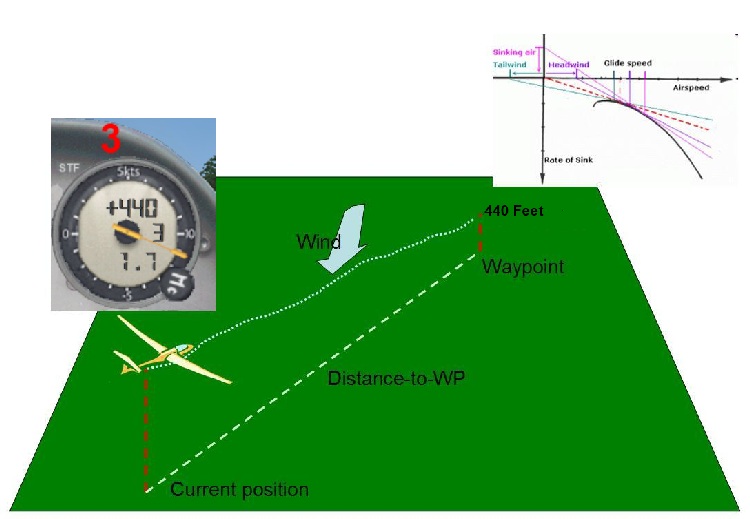 Sinking air
Tailwind
Headwind
Glide speed
Airspeed
Rate of Sink
3
STF
5kts
+440
0
3
10
1.7
Mc
5
440 Feet
Wind
Waypoint
Distance-to-WP
Current position